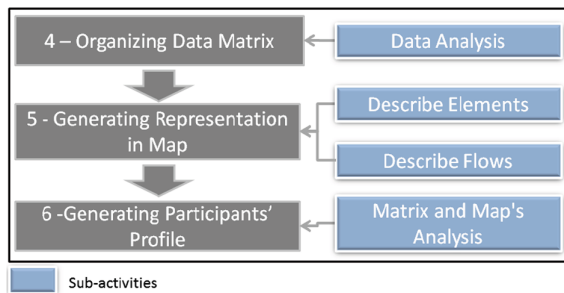 4 – Organizing Data Matrix
Data Analysis
5 - Generating Representation
in Map
Describe Elements
Describe Flows
6 -Generating Participants'
Profile
Matrix and Map's
Analysis
Sub-activities